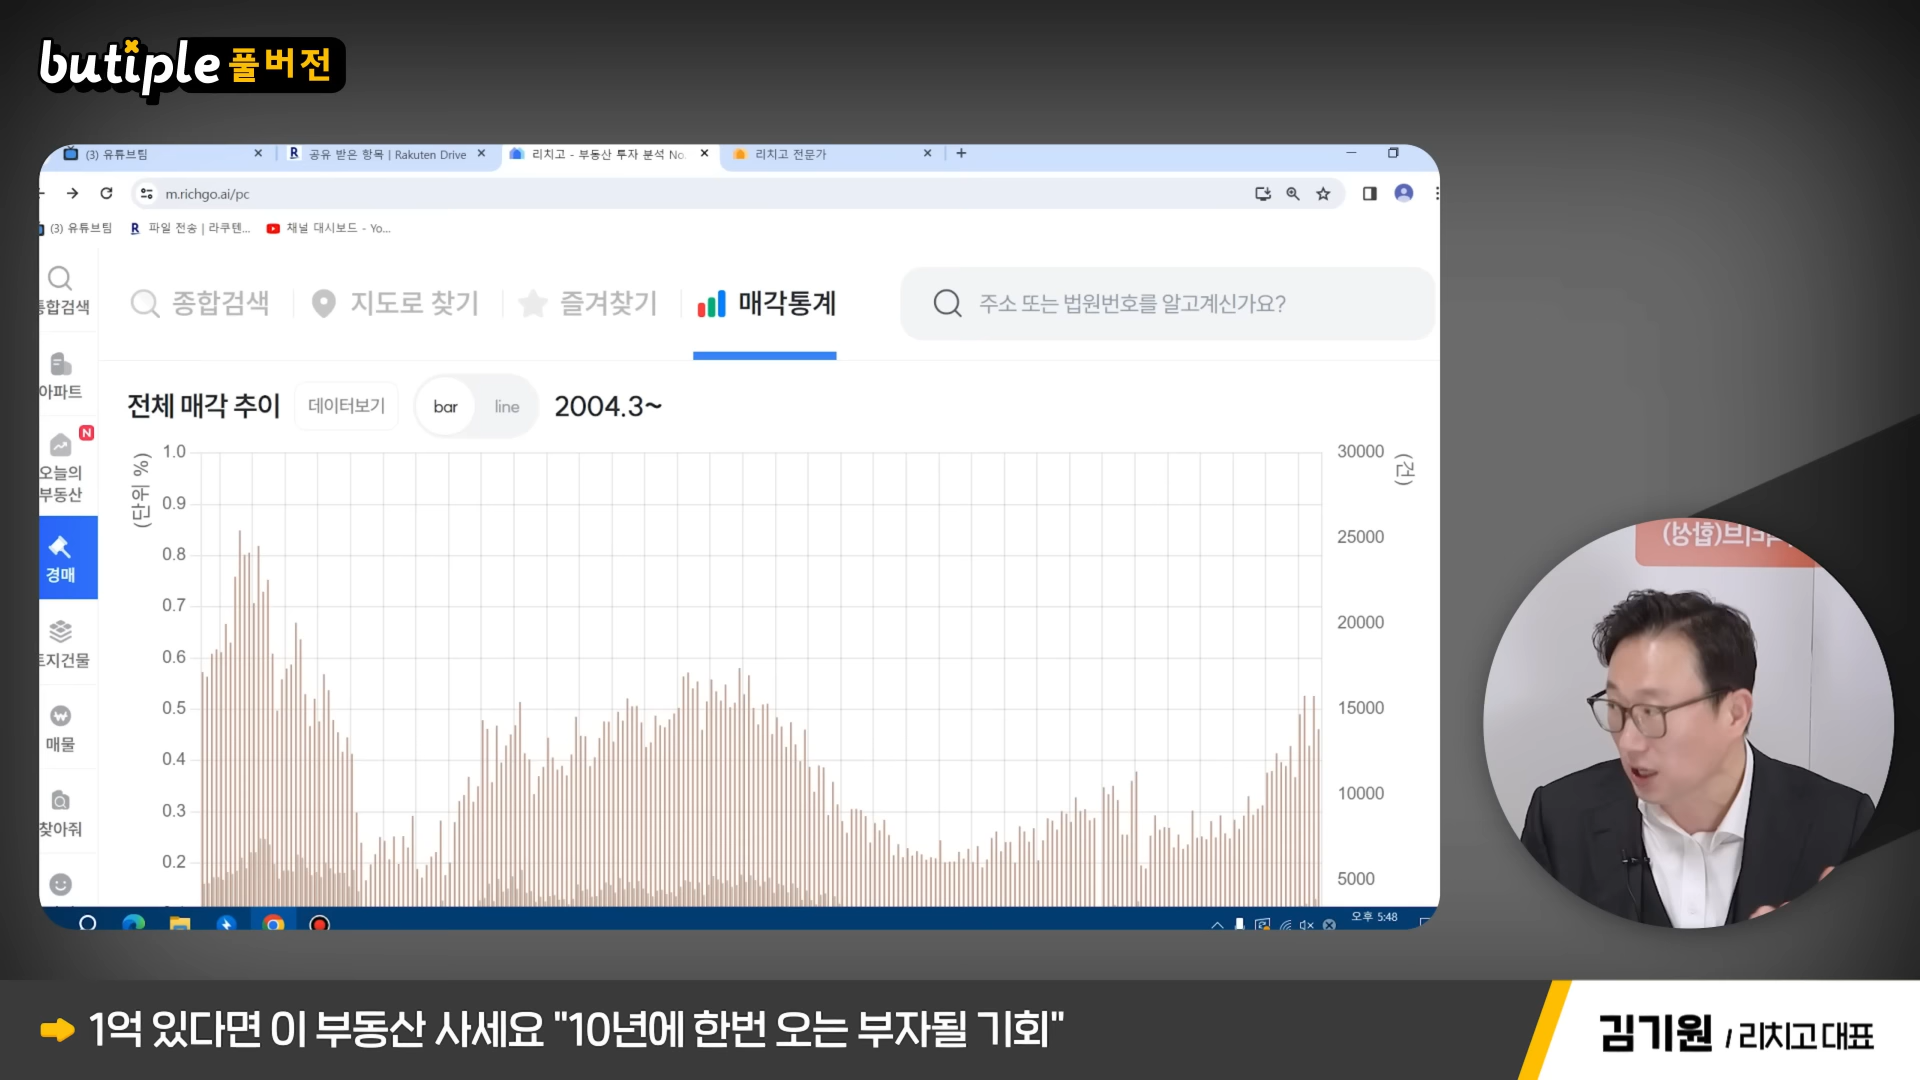 butiple 풀버전
(3) 유튜브팀
공유 받은 항목 | Rakuten Drive
리치고 - 부동산 투자 분석 No
리치고 전문가
m.richgo.ai/pc
(3) 유튜브팀
파일 전송 | 라쿠텐...
채널 대시보드 - Yo...
종합검색
지도로 찾기
즐겨찾기
매각통계
주소 또는 법원번호를 알고계신가요?
통합검색
아파트
N
오늘의
부동산
경매
토지건물
매물
찾아줘
전체 매각 추이
데이터보기
bar
line
2004.3~
(단위 %)
1.0
0.9
0.8
0.7
0.6
0.5
0.4
0.3
0.2
(건)
30000
25000
20000
15000
10000
5000
오후 5:48
(합성)
1억 있다면 이 부동산 사세요 "10년에 한번 오는 부자될 기회"
김기원 / 리치고 대표